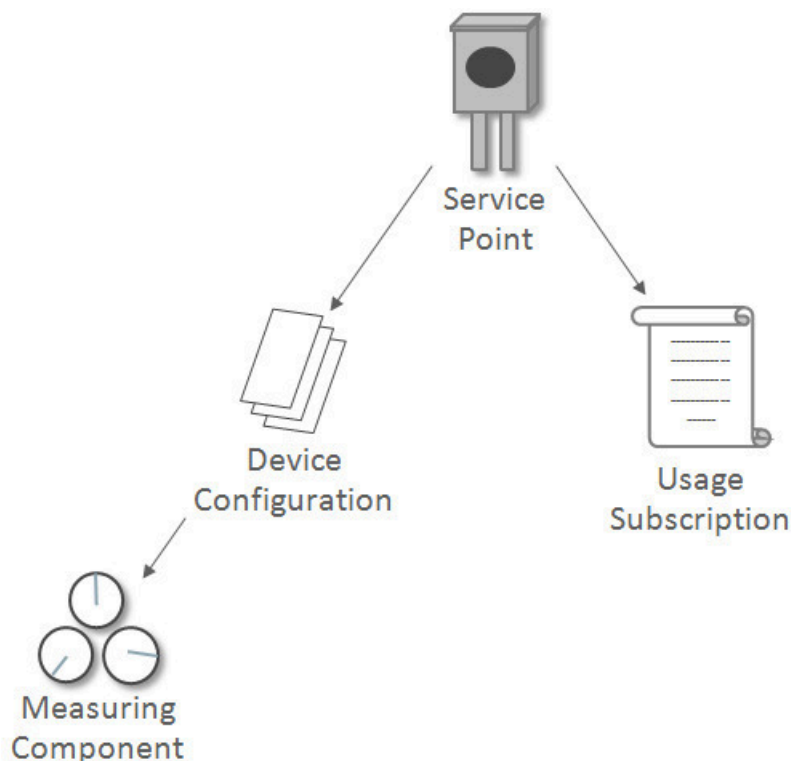 Service
Point
Device
Configuration
Usage
Subscription
Measuring
Component